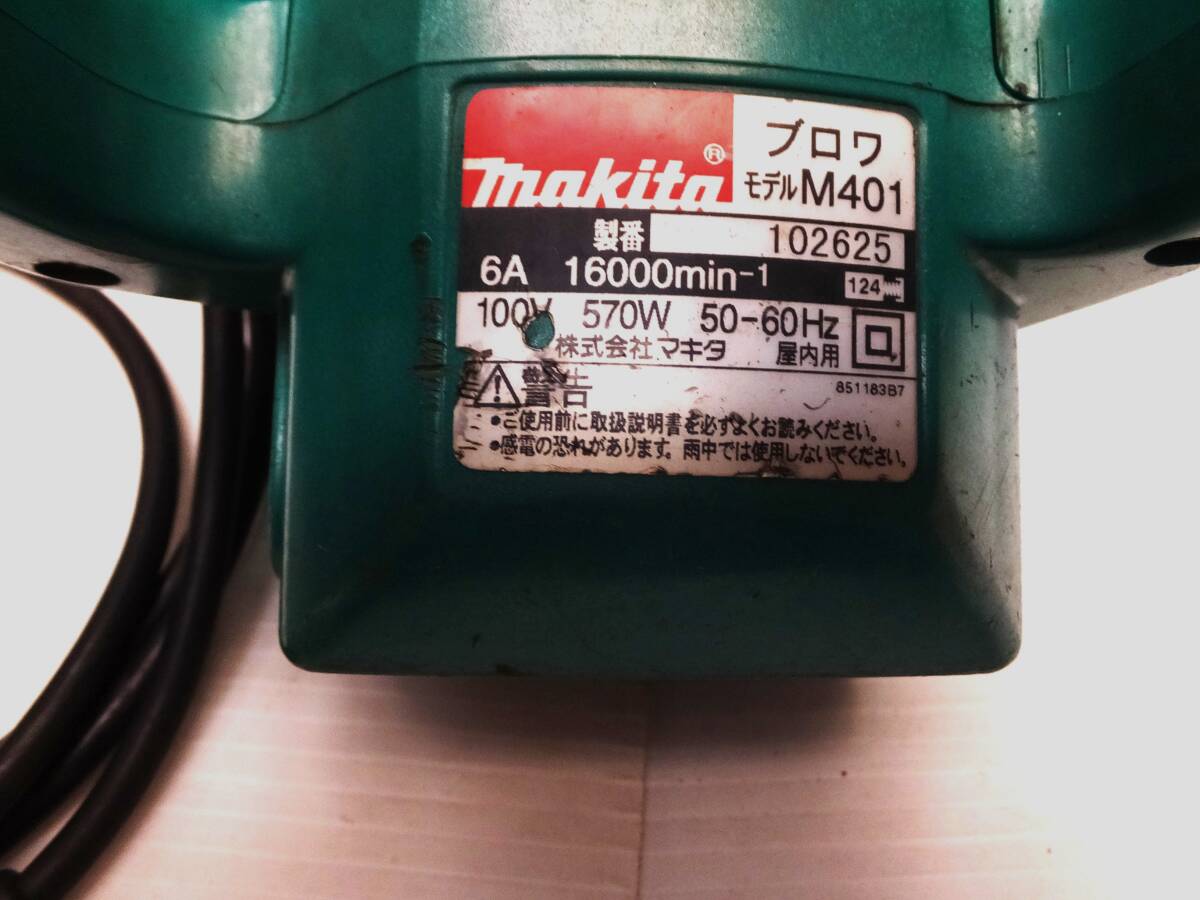 makita®
ブロワ
モデルM401
製番 102625
6A 16000min-1 124
100V 570W 50-60Hz
株式会社マキタ 屋内用
851183B7
警告
•ご使用前に取扱説明書を必ずよくお読みください。
•感電の恐れがあります。雨中では使用しないでください。